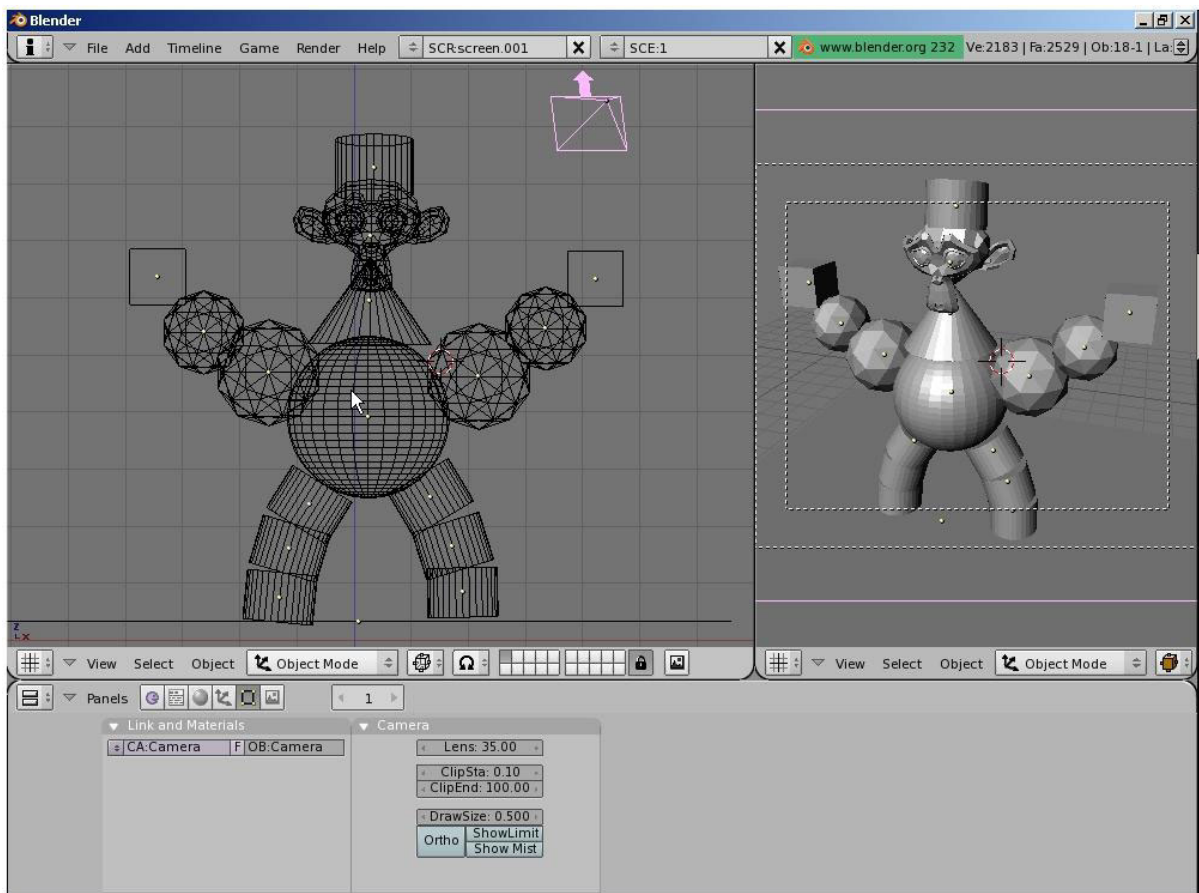 Blender
File Add Timeline Game Render Help SCR:screen.001 X SCE:1 X www.blender.org 232 Ve:2183 | Fa:2529 | Ob:18-1 | La:
z
x
View Select Object Object Mode
View Select Object Object Mode
Panels 1
Link and Materials
CA:Camera F OB:Camera
Camera
Lens: 35.00
ClipSta: 0.10
ClipEnd: 100.00
DrawSize: 0.500
Ortho
ShowLimit
Show Mist